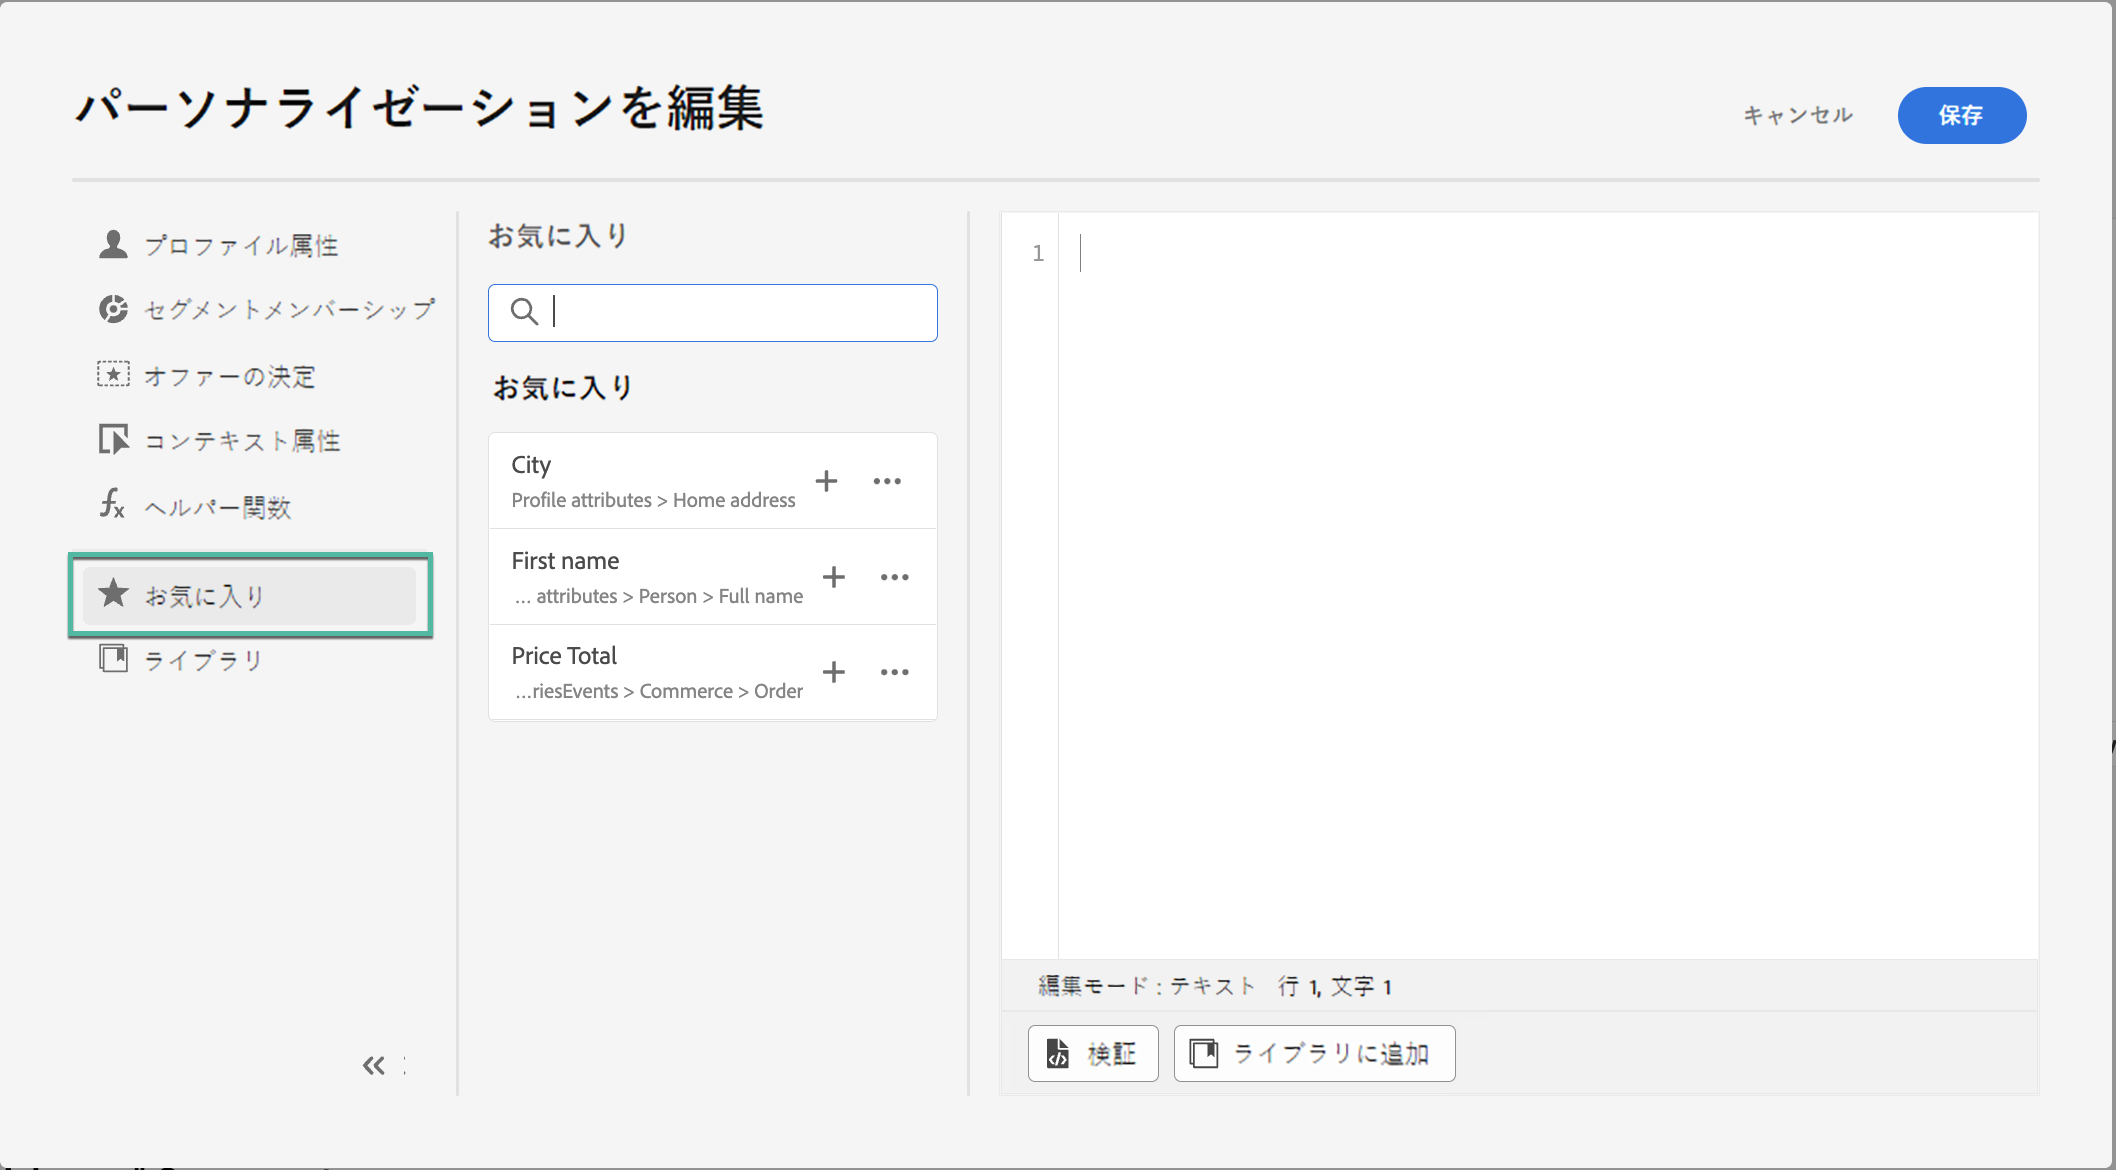 パーソナライゼーションを編集
キャンセル
保存
プロファイル属性
セグメントメンバーシップ
オファーの決定
コンテキスト属性
ヘルパー関数
お気に入り
ライブラリ
お気に入り
お気に入り
City
Profile attributes > Home address
First name
... attributes > Person > Full name
Price Total
...riesEvents > Commerce > Order
1
編集モード : テキスト 行 1, 文字 1
検証
ライブラリに追加